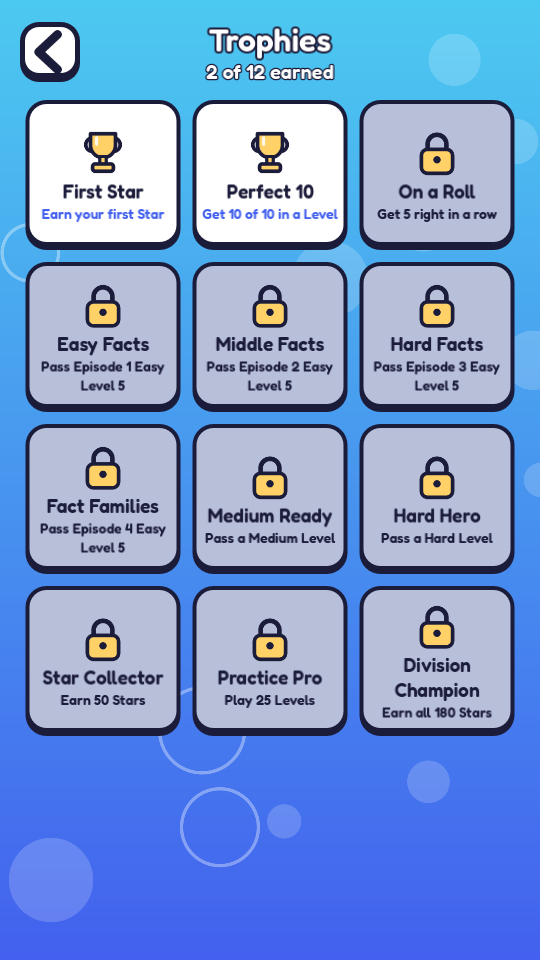 Trophies
2 of 12 earned
First Star
Earn your first Star
Perfect 10
Get 10 of 10 in a Level
On a Roll
Get 5 right in a row
Easy Facts
Pass Episode 1 Easy
Level 5
Middle Facts
Pass Episode 2 Easy
Level 5
Hard Facts
Pass Episode 3 Easy
Level 5
Fact Families
Pass Episode 4 Easy
Level 5
Medium Ready
Pass a Medium Level
Hard Hero
Pass a Hard Level
Star Collector
Earn 50 Stars
Practice Pro
Play 25 Levels
Division
Champion
Earn all 180 Stars